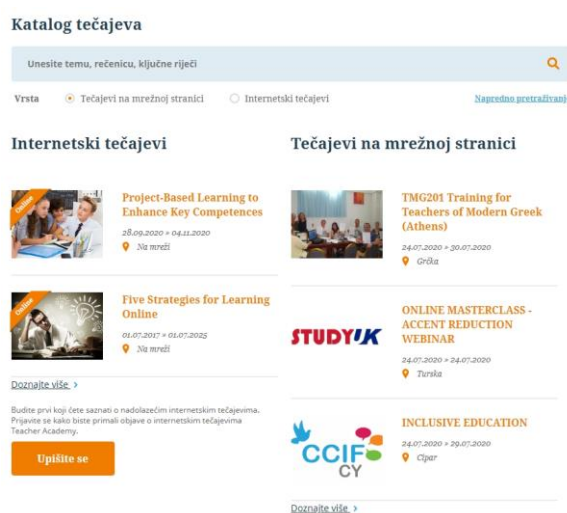 Katalog tečajeva
Unesite temu, rečenicu, ključne riječi
Vrsta
Tečajevi na mrežnoj stranici
Internetski tečajevi
Napredno pretraživanje
Internetski tečajevi
Online
Project-Based Learning to
Enhance Key Competences
28.09.2020 » 04.11.2020
Na mreži
Online
Five Strategies for Learning
Online
01.07.2017 » 01.07.2025
Na mreži
Doznajte više ›
Budite prvi koji ćete saznati o nadolazećim internetskim tečajevima.
Prijavite se kako biste primali objave o internetskim tečajevima
Teacher Academy.
Upišite se
Tečajevi na mrežnoj stranici
TMG201 Training for
Teachers of Modern Greek
(Athens)
24.07.2020 » 30.07.2020
Grčka
STUDYUK
ONLINE MASTERCLASS -
ACCENT REDUCTION
WEBINAR
24.07.2020 » 24.07.2020
Turska
CCIF
CY
INCLUSIVE EDUCATION
24.07.2020 » 29.07.2020
Cipar
Doznajte više ›